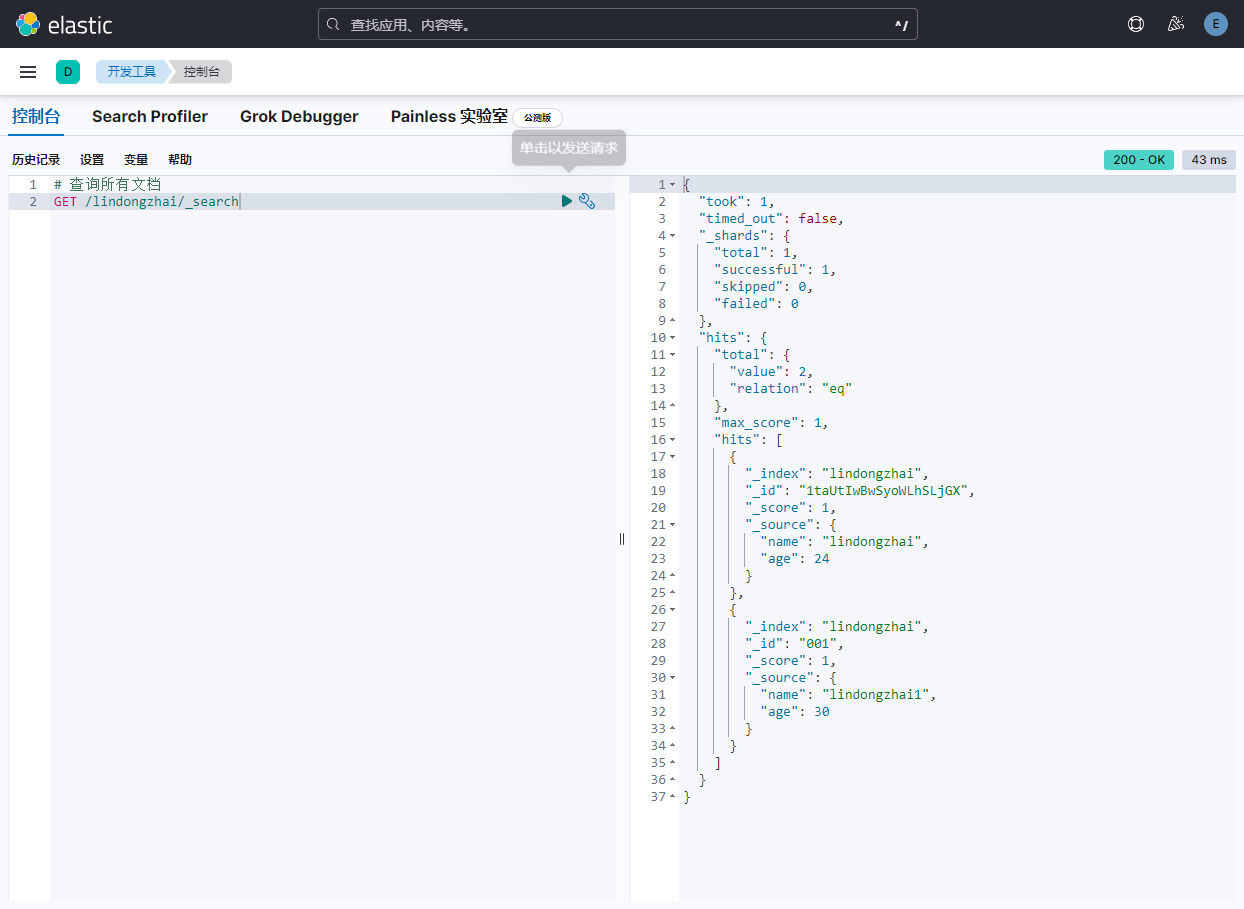 elastic
查找应用、内容等。
^/
E
D
开发工具
控制台
控制台
Search Profiler
Grok Debugger
Painless 实验室
公测版
单击以发送请求
历史记录
设置
变量
帮助
200 - OK
43 ms
1 # 查询所有文档
2 GET /lindongzhai/_search
1 {
2 "took": 1,
3 "timed_out": false,
4 "_shards": {
5 "total": 1,
6 "successful": 1,
7 "skipped": 0,
8 "failed": 0
9 },
10 "hits": {
11 "total": {
12 "value": 2,
13 "relation": "eq"
14 },
15 "max_score": 1,
16 "hits": [
17 {
18 "_index": "lindongzhai",
19 "_id": "1taUtIwBwSyoWLhSLjGX",
20 "_score": 1,
21 "_source": {
22 "name": "lindongzhai",
23 "age": 24
24 }
25 },
26 {
27 "_index": "lindongzhai",
28 "_id": "001",
29 "_score": 1,
30 "_source": {
31 "name": "lindongzhai1",
32 "age": 30
33 }
34 }
35 ]
36 }
37 }